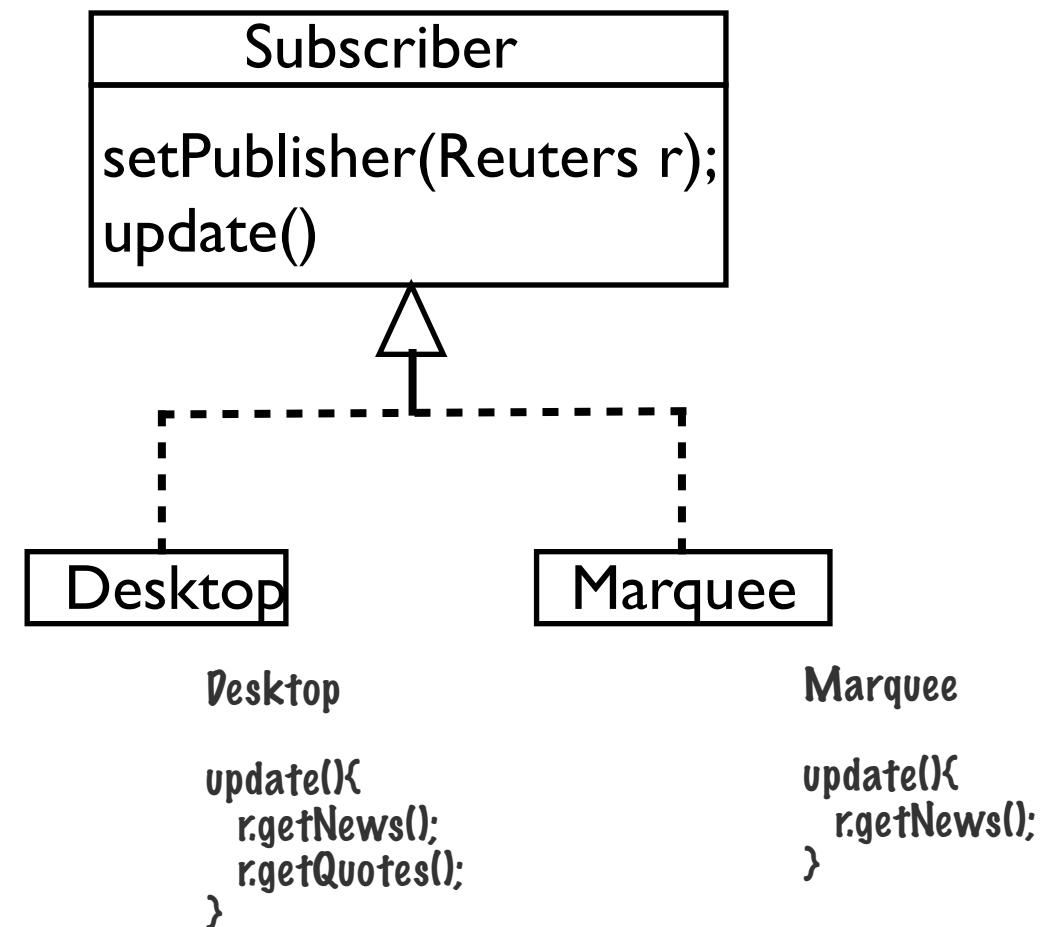 Subscriber
setPublisher(Reuters r);
update()
Desktop
Marquee
Desktop
update(){
r.getNews();
r.getQuotes();
}
Marquee
update(){
r.getNews();
}